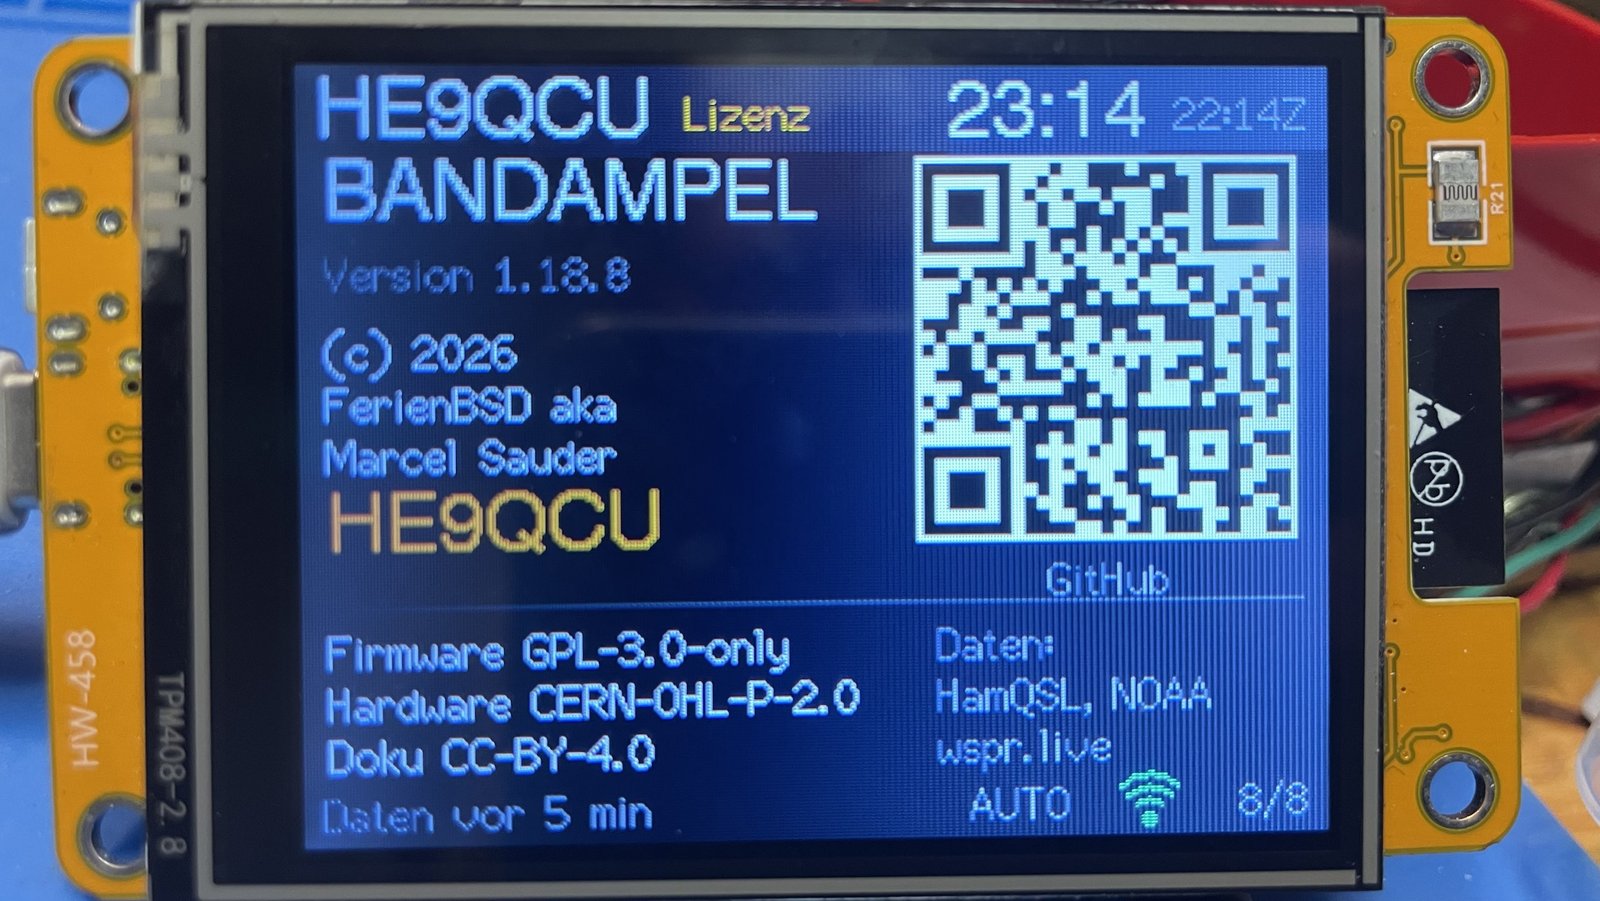 HE9QCU Lizenz 23:14 22:14Z
BANDAMPEL
Version 1.18.8
(c) 2026
FerienBSD aka
Marcel Sauder
HE9QCU
GitHub
Firmware GPL-3.0-only
Hardware CERN-OHL-P-2.0
Doku CC-BY-4.0
Daten vor 5 min
Daten:
HamQSL, NOAA
wspr.live
AUTO 8/8
HW-458
TPM408-2.8
R21
Pb
H.D.